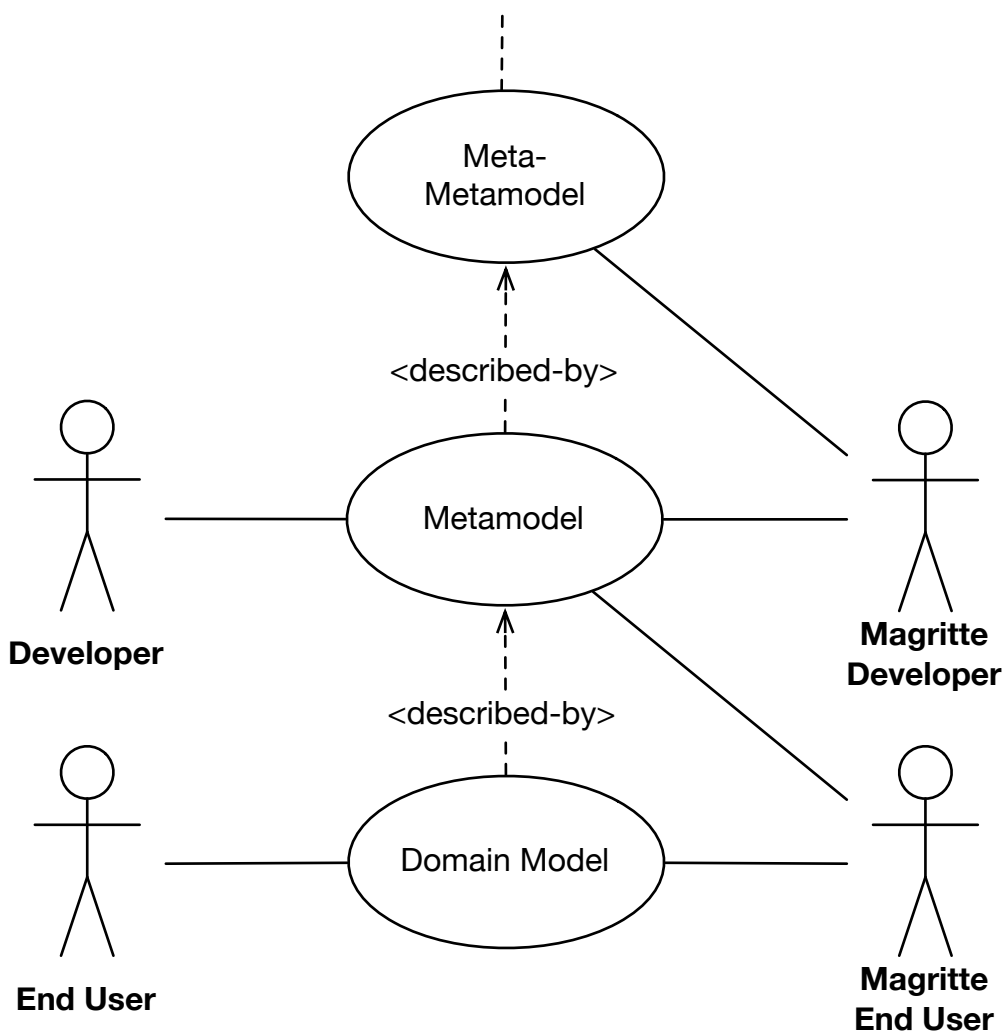 Meta-
Metamodel
<described-by>
Metamodel
Developer
Magritte
Developer
<described-by>
Domain Model
End User
Magritte
End User